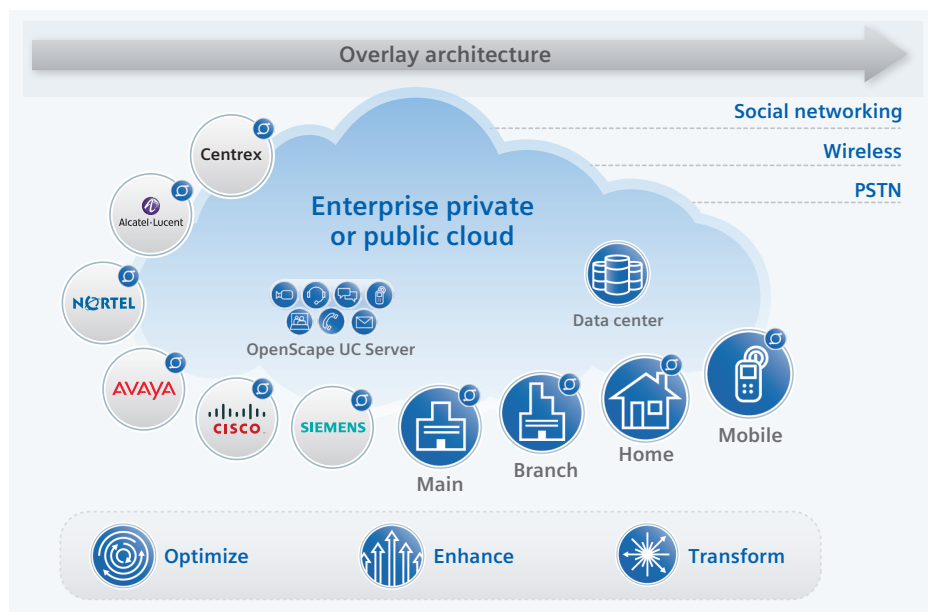 Overlay architecture
Social networking
Wireless
PSTN
Centrex
Alcatel·Lucent
NORTEL
AVAYA
CISCO
SIEMENS
Enterprise private
or public cloud
OpenScape UC Server
Data center
Main
Branch
Home
Mobile
Optimize
Enhance
Transform